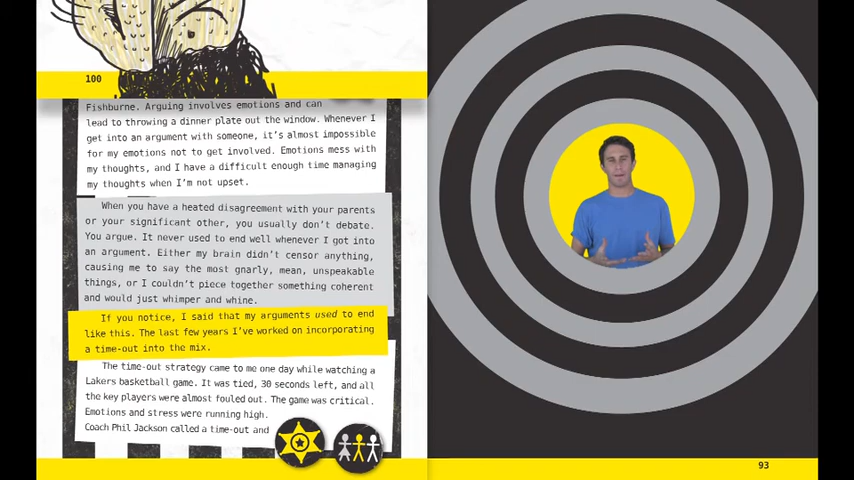 100
Fishburne. Arguing involves emotions and can
lead to throwing a dinner plate out the window. Whenever I
get into an argument with someone, it's almost impossible
for my emotions not to get involved. Emotions mess with
my thoughts, and I have a difficult enough time managing
my thoughts when I'm not upset.
When you have a heated disagreement with your parents
or your significant other, you usually don't debate.
You argue. It never used to end well whenever I got into
an argument. Either my brain didn't censor anything,
causing me to say the most gnarly, mean, unspeakable
things, or I couldn't piece together something coherent
and would just whimper and whine.
If you notice, I said that my arguments used to end
like this. The last few years I've worked on incorporating
a time-out into the mix.
The time-out strategy came to me one day while watching a
Lakers basketball game. It was tied, 30 seconds left, and all
the key players were almost fouled out. The game was critical.
Emotions and stress were running high.
Coach Phil Jackson called a time-out and
93